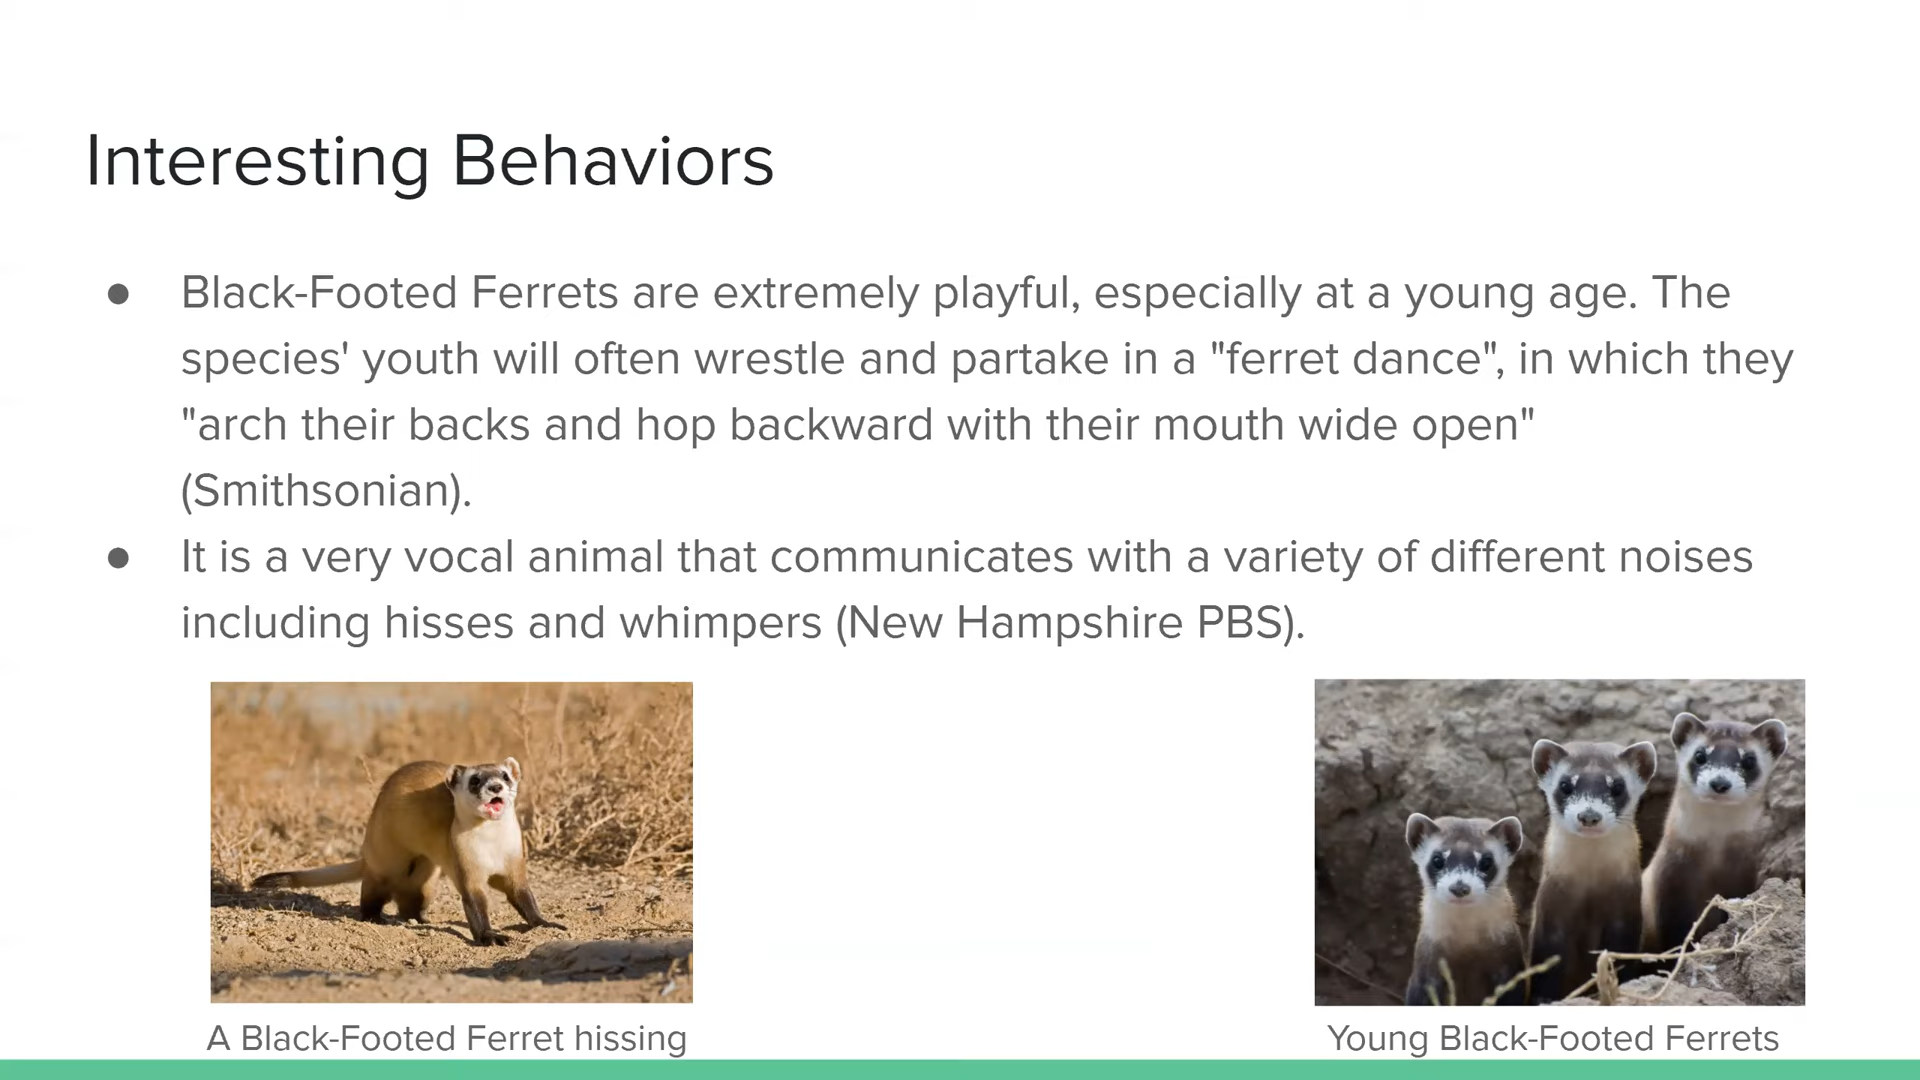 Interesting Behaviors
● Black-Footed Ferrets are extremely playful, especially at a young age. The
species' youth will often wrestle and partake in a "ferret dance", in which they
"arch their backs and hop backward with their mouth wide open"
(Smithsonian).
● It is a very vocal animal that communicates with a variety of different noises
including hisses and whimpers (New Hampshire PBS).
A Black-Footed Ferret hissing
Young Black-Footed Ferrets